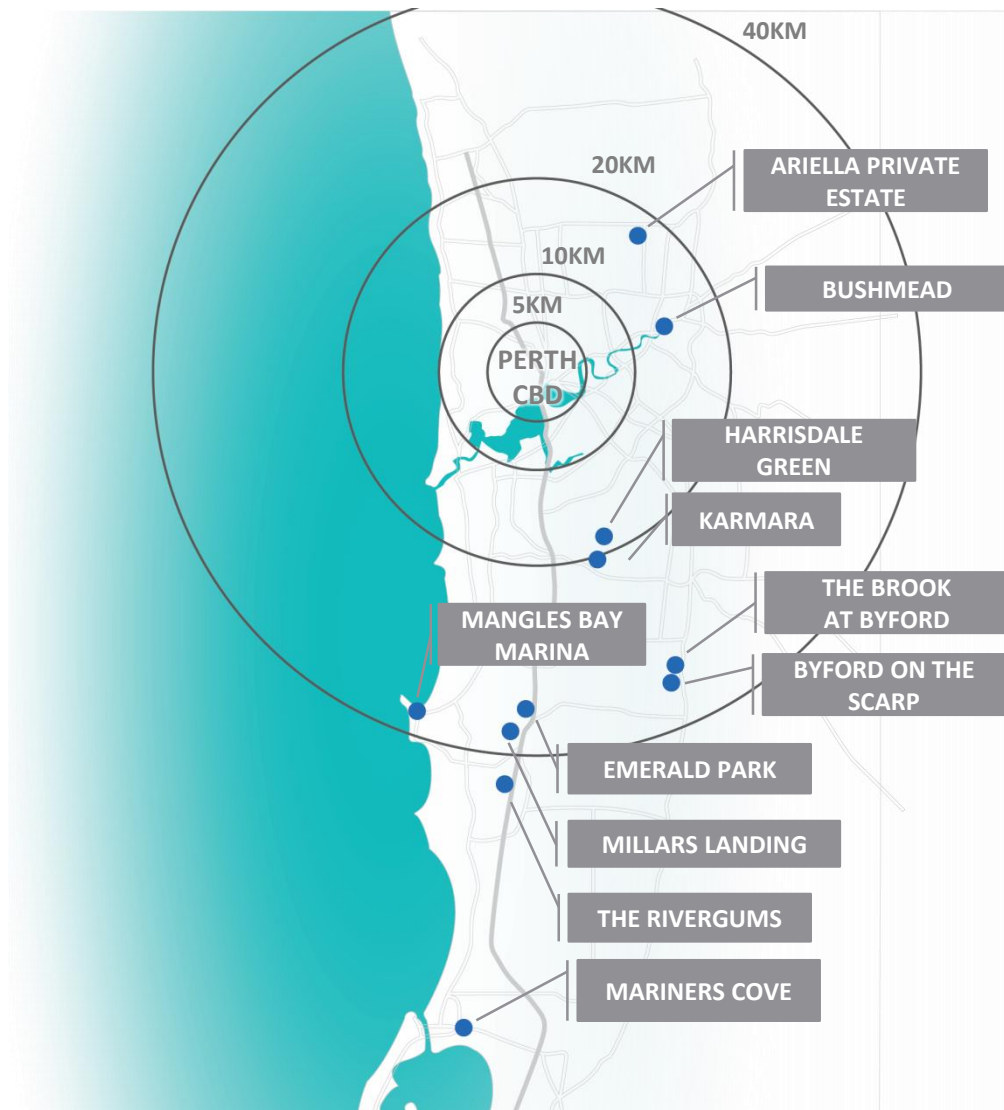 40KM
20KM
ARIELLA PRIVATE
ESTATE
10KM
BUSHMEAD
5KM
PERTH
CBD
HARRISDALE
GREEN
KARMARA
THE BROOK
AT BYFORD
MANGLES BAY
MARINA
BYFORD ON THE
SCARP
EMERALD PARK
MILLARS LANDING
THE RIVERGUMS
MARINERS COVE